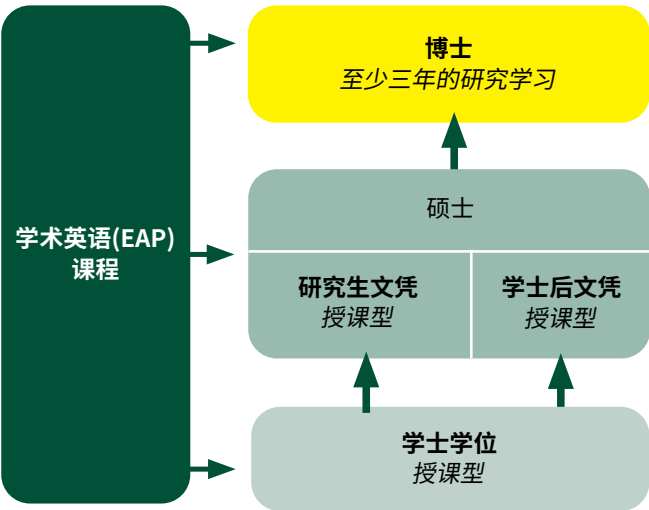 博士
至少三年的研究学习
学术英语(EAP)
课程
硕士
研究生文凭
授课型
学士后文凭
授课型
学士学位
授课型